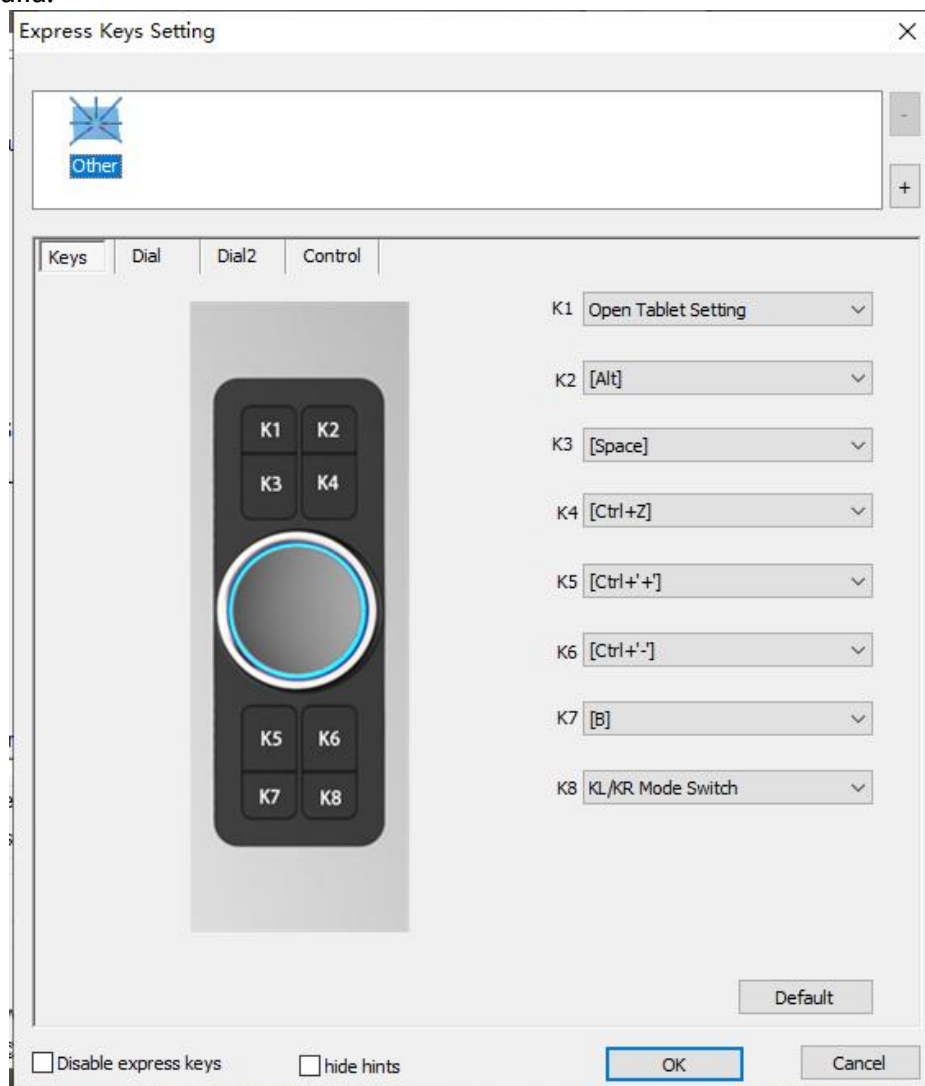 Express Keys Setting
Other
-
+
Keys Dial Dial2 Control
K1 Open Tablet Setting
K2 [Alt]
K1 K2
K3 [Space]
K3 K4
K4 [Ctrl+Z]
K5 [Ctrl+'+']
K6 [Ctrl+'-']
K5 K6
K7 [B]
K7 K8
K8 KL/KR Mode Switch
Default
Disable express keys hide hints OK Cancel